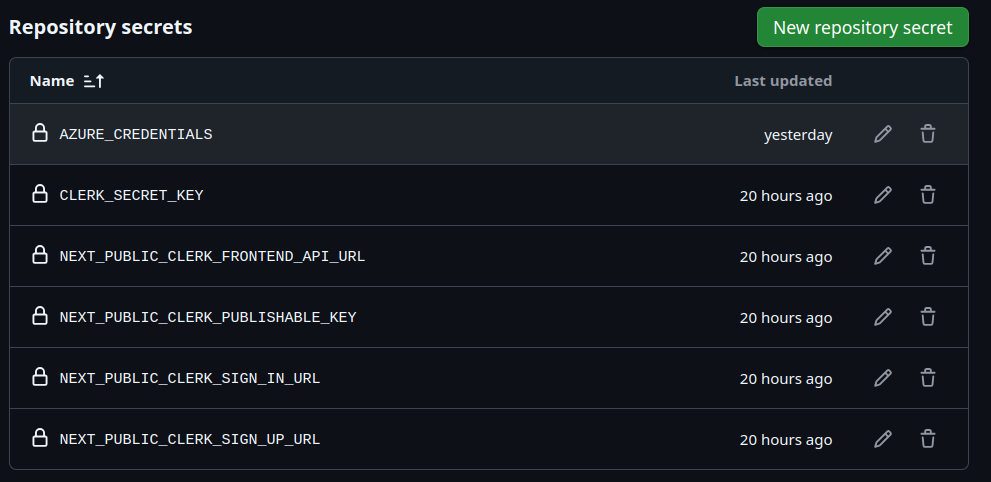 Repository secrets
New repository secret
Name
Last updated
AZURE_CREDENTIALS
yesterday
CLERK_SECRET_KEY
20 hours ago
NEXT_PUBLIC_CLERK_FRONTEND_API_URL
20 hours ago
NEXT_PUBLIC_CLERK_PUBLISHABLE_KEY
20 hours ago
NEXT_PUBLIC_CLERK_SIGN_IN_URL
20 hours ago
NEXT_PUBLIC_CLERK_SIGN_UP_URL
20 hours ago